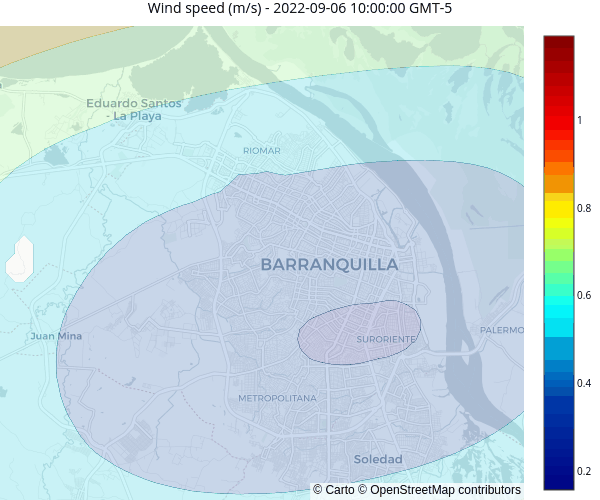 Wind speed (m/s) - 2022-09-06 10:00:00 GMT-5
Eduardo Santos
- La Playa
RIOMAR
BARRANQUILLA
Juan Mina
SURORIENTE
PALERMO
METROPOLITANA
Soledad
© Carto © OpenStreetMap contributors
1
0.8
0.6
0.4
0.2